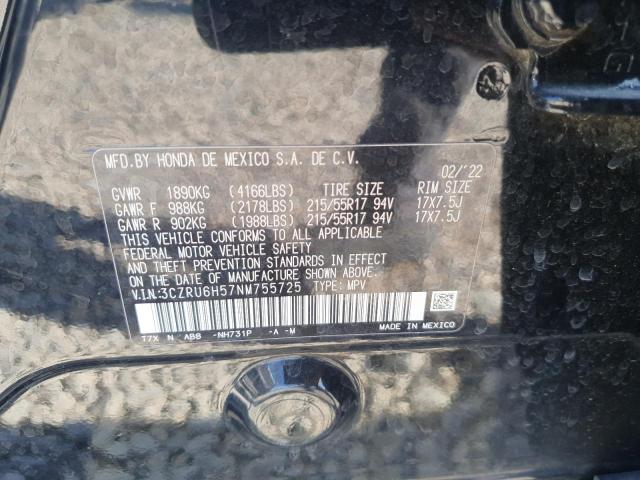 MFD.BY HONDA DE MEXICO S.A. DE C.V. 02/'22
GVWR 1890KG (4166LBS) TIRE SIZE RIM SIZE
GAWR F 988KG (2178LBS) 215/55R17 94V 17X7.5J
GAWR R 902KG (1988LBS) 215/55R17 94V 17X7.5J
THIS VEHICLE CONFORMS TO ALL APPLICABLE
FEDERAL MOTOR VEHICLE SAFETY
AND THEFT PREVENTION STANDARDS IN EFFECT
ON THE DATE OF MANUFACTURE SHOWN ABOVE.
V.I.N:3CZRU6H57NM755725 TYPE: MPV
T7X N AB8 -NH731P -A -M MADE IN MEXICO